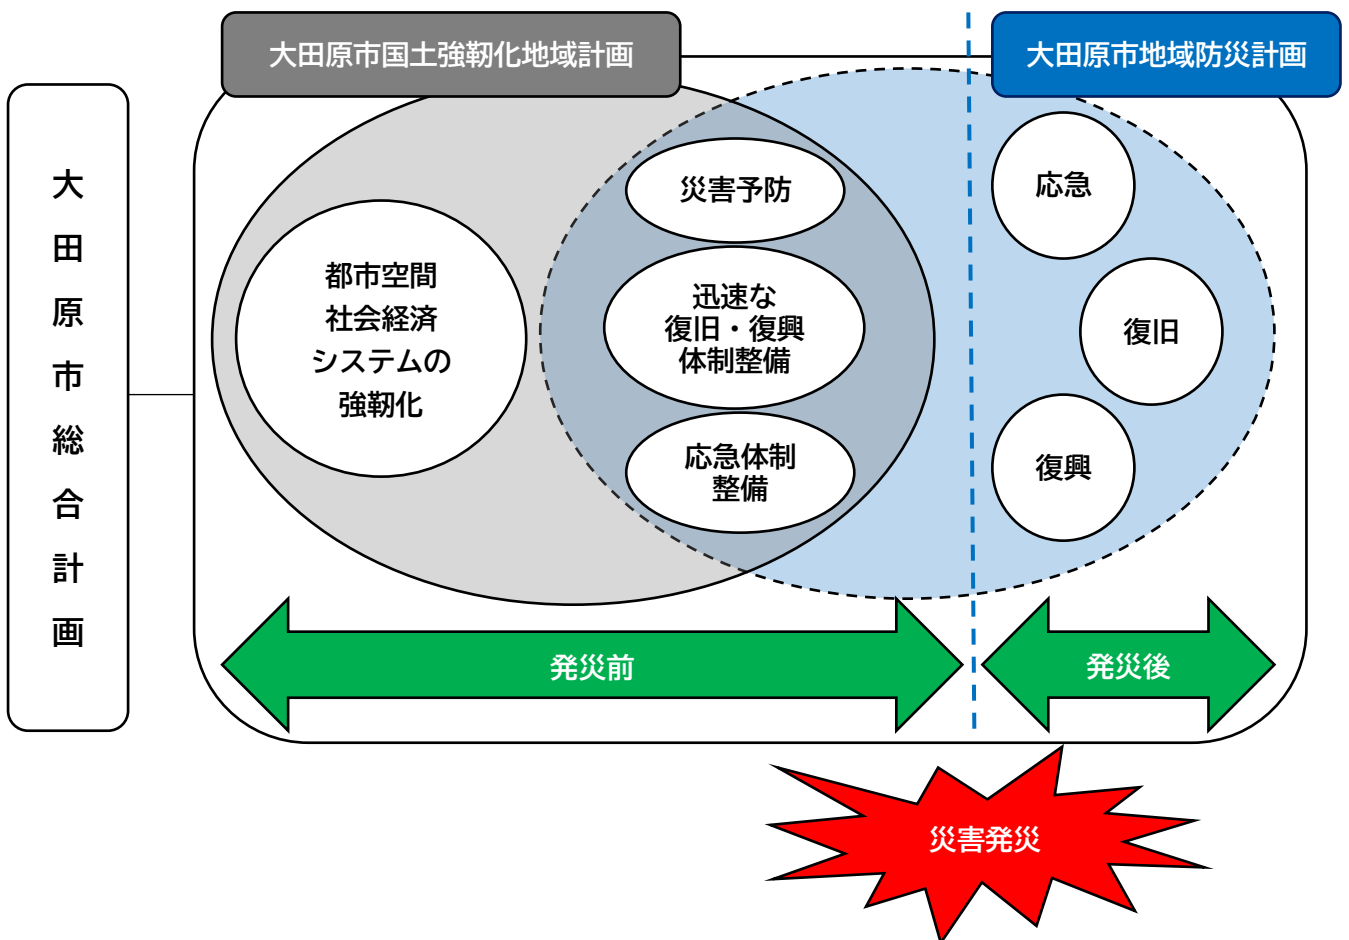 大田原市国土強靭化地域計画
大田原市地域防災計画
大田原市総合計画
都市空間
社会経済
システムの
強靭化
災害予防
迅速な
復旧・復興
体制整備
応急体制
整備
応急
復旧
復興
発災前
発災後
災害発災